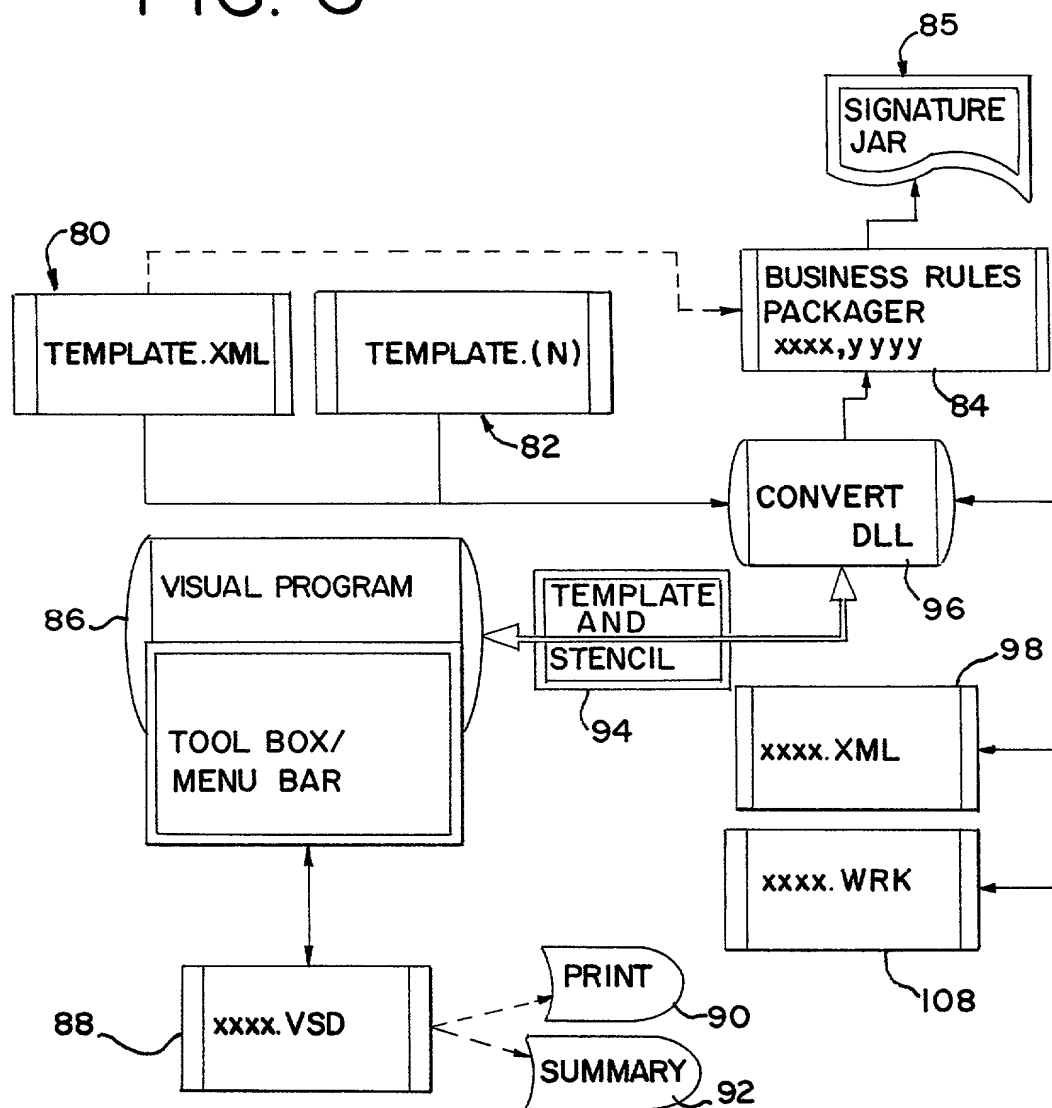 85
SIGNATURE
JAR
80
BUSINESS RULES
PACKAGER
xxxx,yyyy
84
TEMPLATE.XML
TEMPLATE.(N)
82
CONVERT
DLL
96
VISUAL PROGRAM
86
TEMPLATE
AND
STENCIL
94
98
TOOL BOX/
MENU BAR
xxxx.XML
xxxx.WRK
108
xxxx.VSD
88
PRINT
90
SUMMARY
92